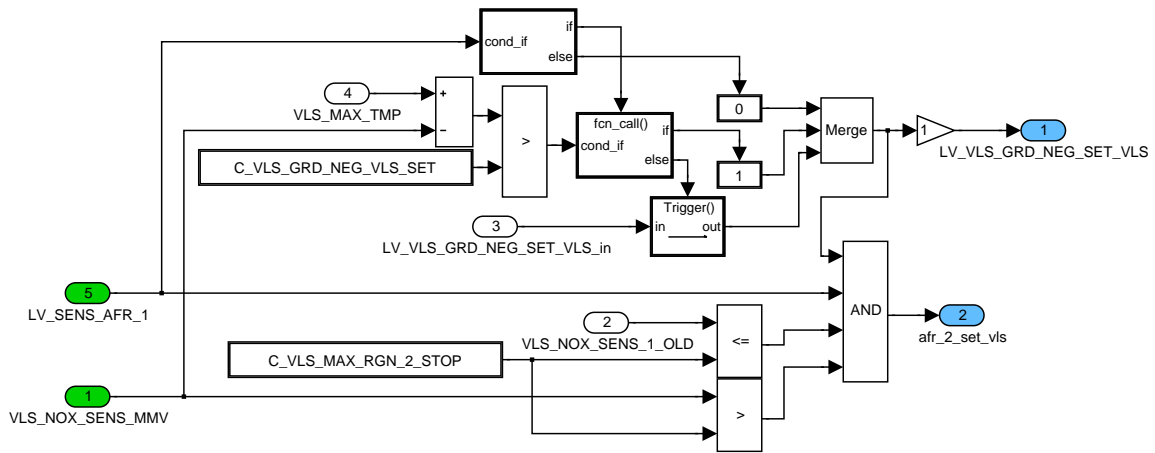 if
cond_if
else
4
+
VLS_MAX_TMP
−
>
fcn_call()
cond_if
if
else
0
Merge
1
1
LV_VLS_GRD_NEG_SET_VLS
C_VLS_GRD_NEG_VLS_SET
1
Trigger()
3
in
out
LV_VLS_GRD_NEG_SET_VLS_in
5
LV_SENS_AFR_1
AND
2
afr_2_set_vls
2
VLS_NOX_SENS_1_OLD
<=
C_VLS_MAX_RGN_2_STOP
1
VLS_NOX_SENS_MMV
>